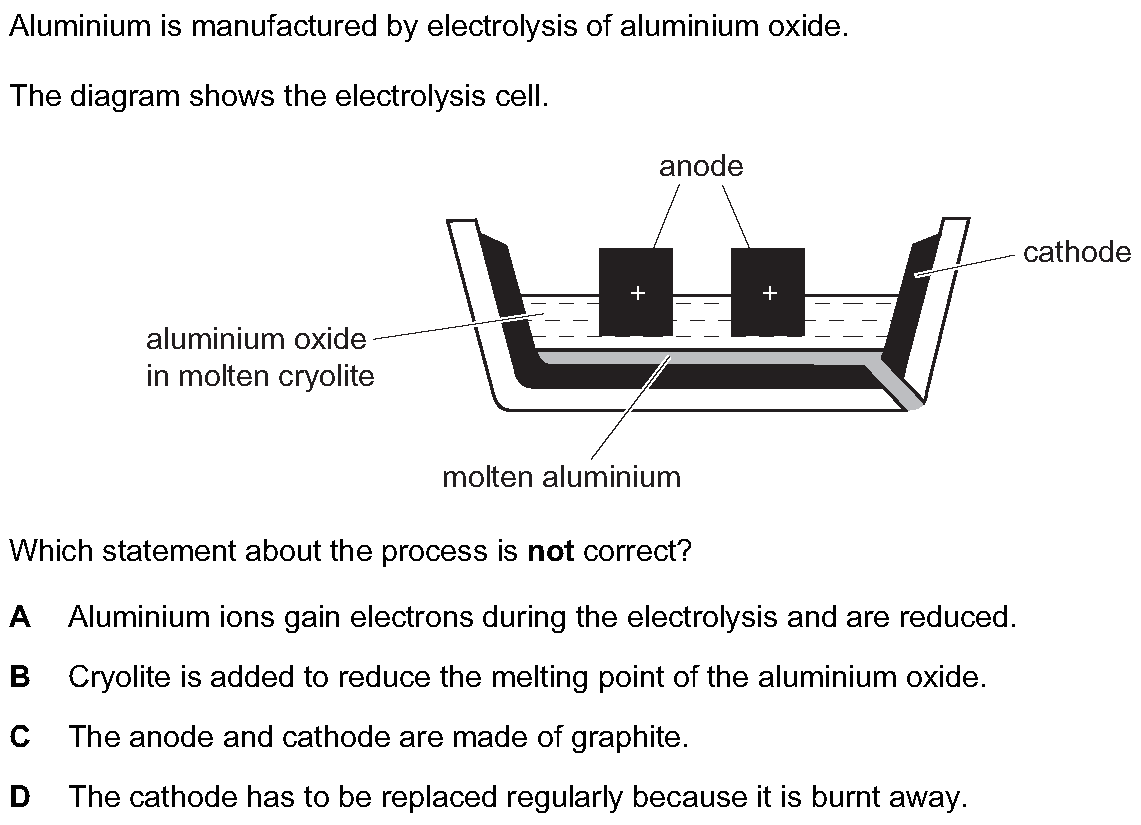 Aluminium is manufactured by electrolysis of aluminium oxide.
The diagram shows the electrolysis cell.
anode
cathode
+ +
aluminium oxide
in molten cryolite
molten aluminium
Which statement about the process is not correct?
A Aluminium ions gain electrons during the electrolysis and are reduced.
B Cryolite is added to reduce the melting point of the aluminium oxide.
C The anode and cathode are made of graphite.
D The cathode has to be replaced regularly because it is burnt away.